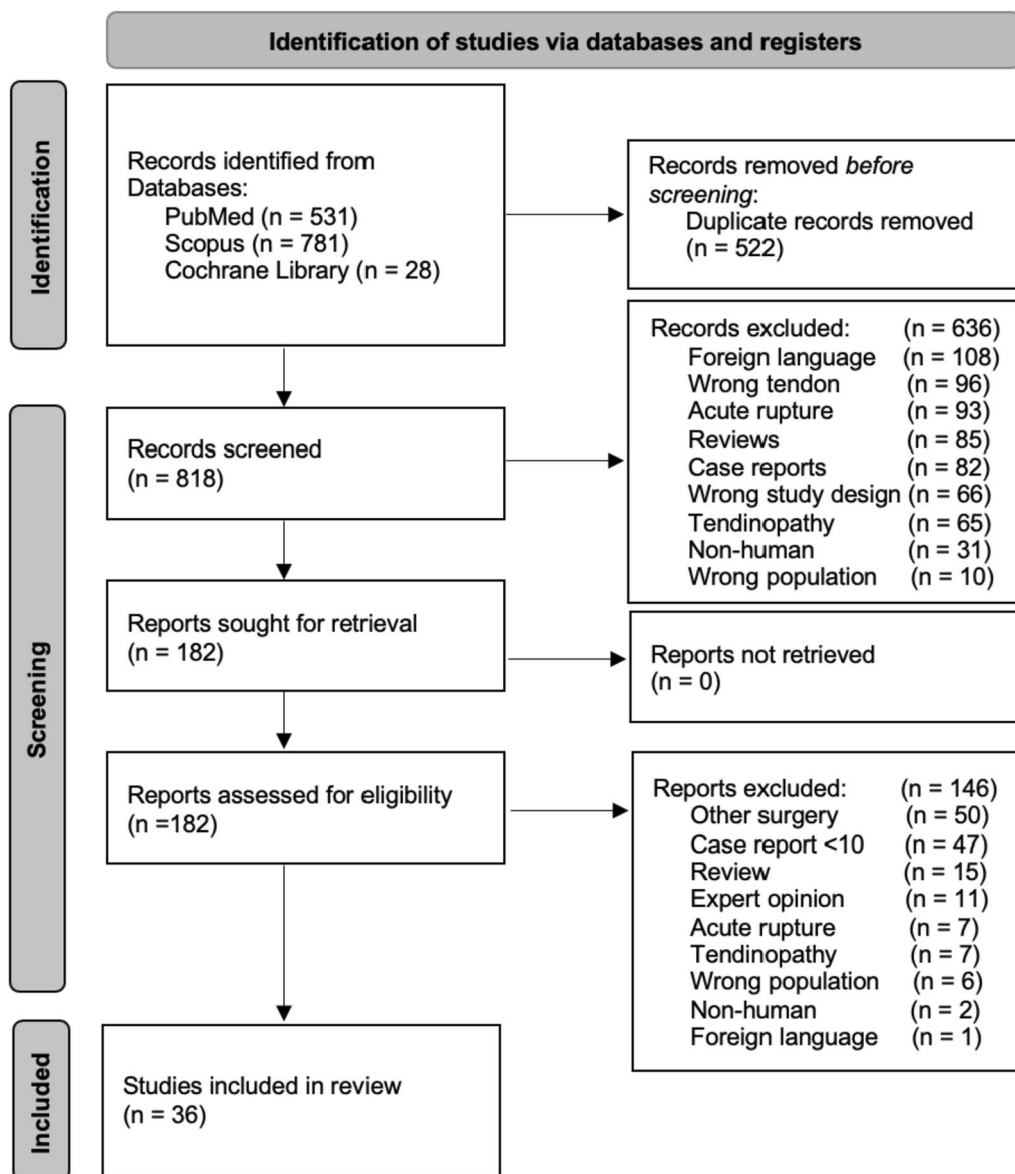 Identification of studies via databases and registers
Identification
Records identified from
Databases:
PubMed (n = 531)
Scopus (n = 781)
Cochrane Library (n = 28)
Records removed before
screening:
Duplicate records removed
(n = 522)
Screening
Records screened
(n = 818)
Records excluded: (n = 636)
Foreign language (n = 108)
Wrong tendon (n = 96)
Acute rupture (n = 93)
Reviews (n = 85)
Case reports (n = 82)
Wrong study design (n = 66)
Tendinopathy (n = 65)
Non-human (n = 31)
Wrong population (n = 10)
Reports sought for retrieval
(n = 182)
Reports not retrieved
(n = 0)
Reports assessed for eligibility
(n =182)
Reports excluded: (n = 146)
Other surgery (n = 50)
Case report <10 (n = 47)
Review (n = 15)
Expert opinion (n = 11)
Acute rupture (n = 7)
Tendinopathy (n = 7)
Wrong population (n = 6)
Non-human (n = 2)
Foreign language (n = 1)
Included
Studies included in review
(n = 36)